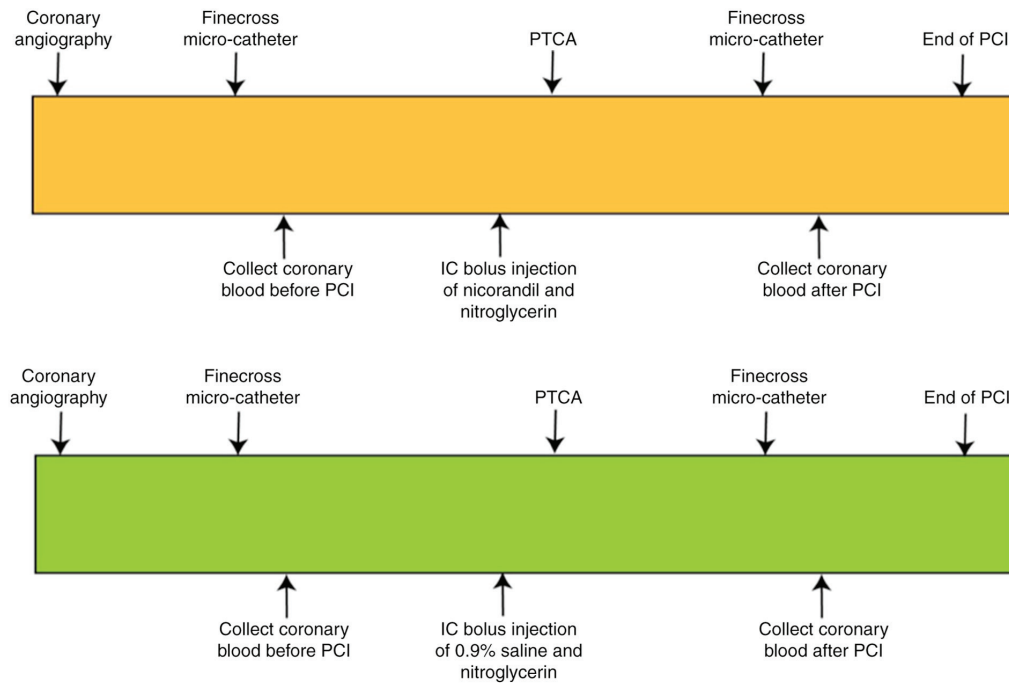 Coronary
angiography
Finecross
micro-catheter
PTCA
Finecross
micro-catheter
End of PCI
Collect coronary
blood before PCI
IC bolus injection
of nicorandil and
nitroglycerin
Collect coronary
blood after PCI
Coronary
angiography
Finecross
micro-catheter
PTCA
Finecross
micro-catheter
End of PCI
Collect coronary
blood before PCI
IC bolus injection
of 0.9% saline and
nitroglycerin
Collect coronary
blood after PCI